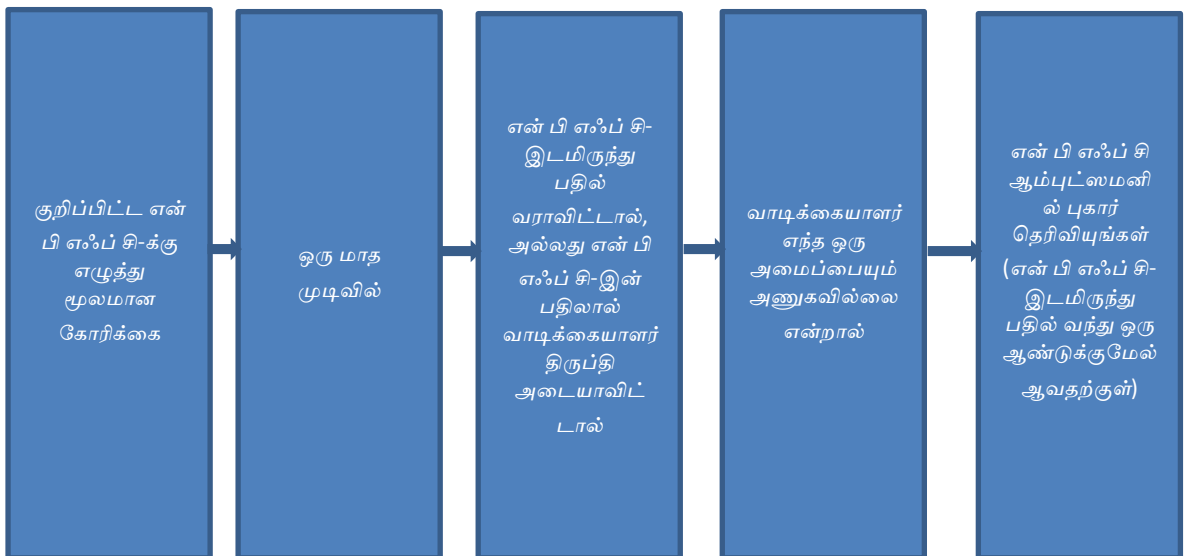 குறிப்பிட்ட என்
பி எஃப் சி-க்கு
எழுத்து
மூலமான
கோரிக்கை
ஒரு மாத
முடிவில்
என் பி எஃப் சி-
இடமிருந்து
பதில்
வராவிட்டால்,
அல்லது என் பி
எஃப் சி-இன்
பதிலால்
வாடிக்கையாளர்
திருப்தி
அடையாவிட்
டால்
வாடிக்கையாளர்
எந்த ஒரு
அமைப்பையும்
அணுகவில்லை
என்றால்
என் பி எஃப் சி
ஆம்புட்ஸமனி
ல் புகார்
தெரிவியுங்கள்
(என் பி எஃப் சி-
இடமிருந்து
பதில் வந்து ஒரு
ஆண்டுக்குமேல்
ஆவதற்குள்)